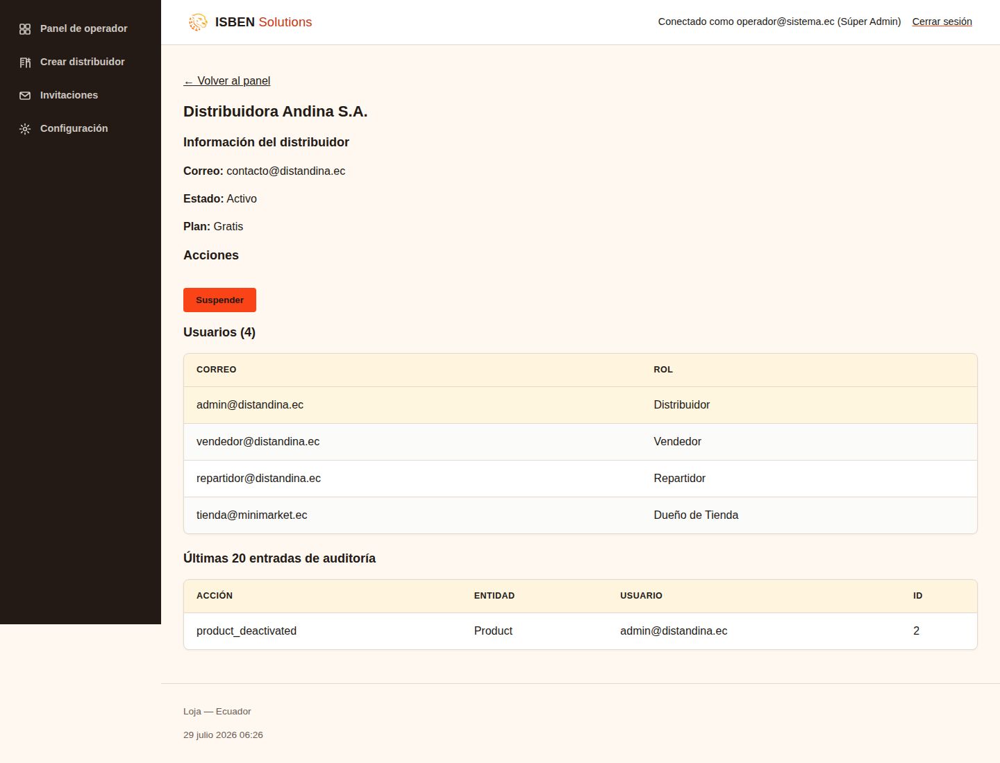 Panel de operador
Crear distribuidor
Invitaciones
Configuración
ISBEN Solutions
Conectado como operador@sistema.ec (Súper Admin) Cerrar sesión
← Volver al panel
Distribuidora Andina S.A.
Información del distribuidor
Correo: contacto@distandina.ec
Estado: Activo
Plan: Gratis
Acciones
Suspender
Usuarios (4)
CORREO ROL
admin@distandina.ec Distribuidor
vendedor@distandina.ec Vendedor
repartidor@distandina.ec Repartidor
tienda@minimarket.ec Dueño de Tienda
Últimas 20 entradas de auditoría
ACCIÓN ENTIDAD USUARIO ID
product_deactivated Product admin@distandina.ec 2
Loja — Ecuador
29 julio 2026 06:26